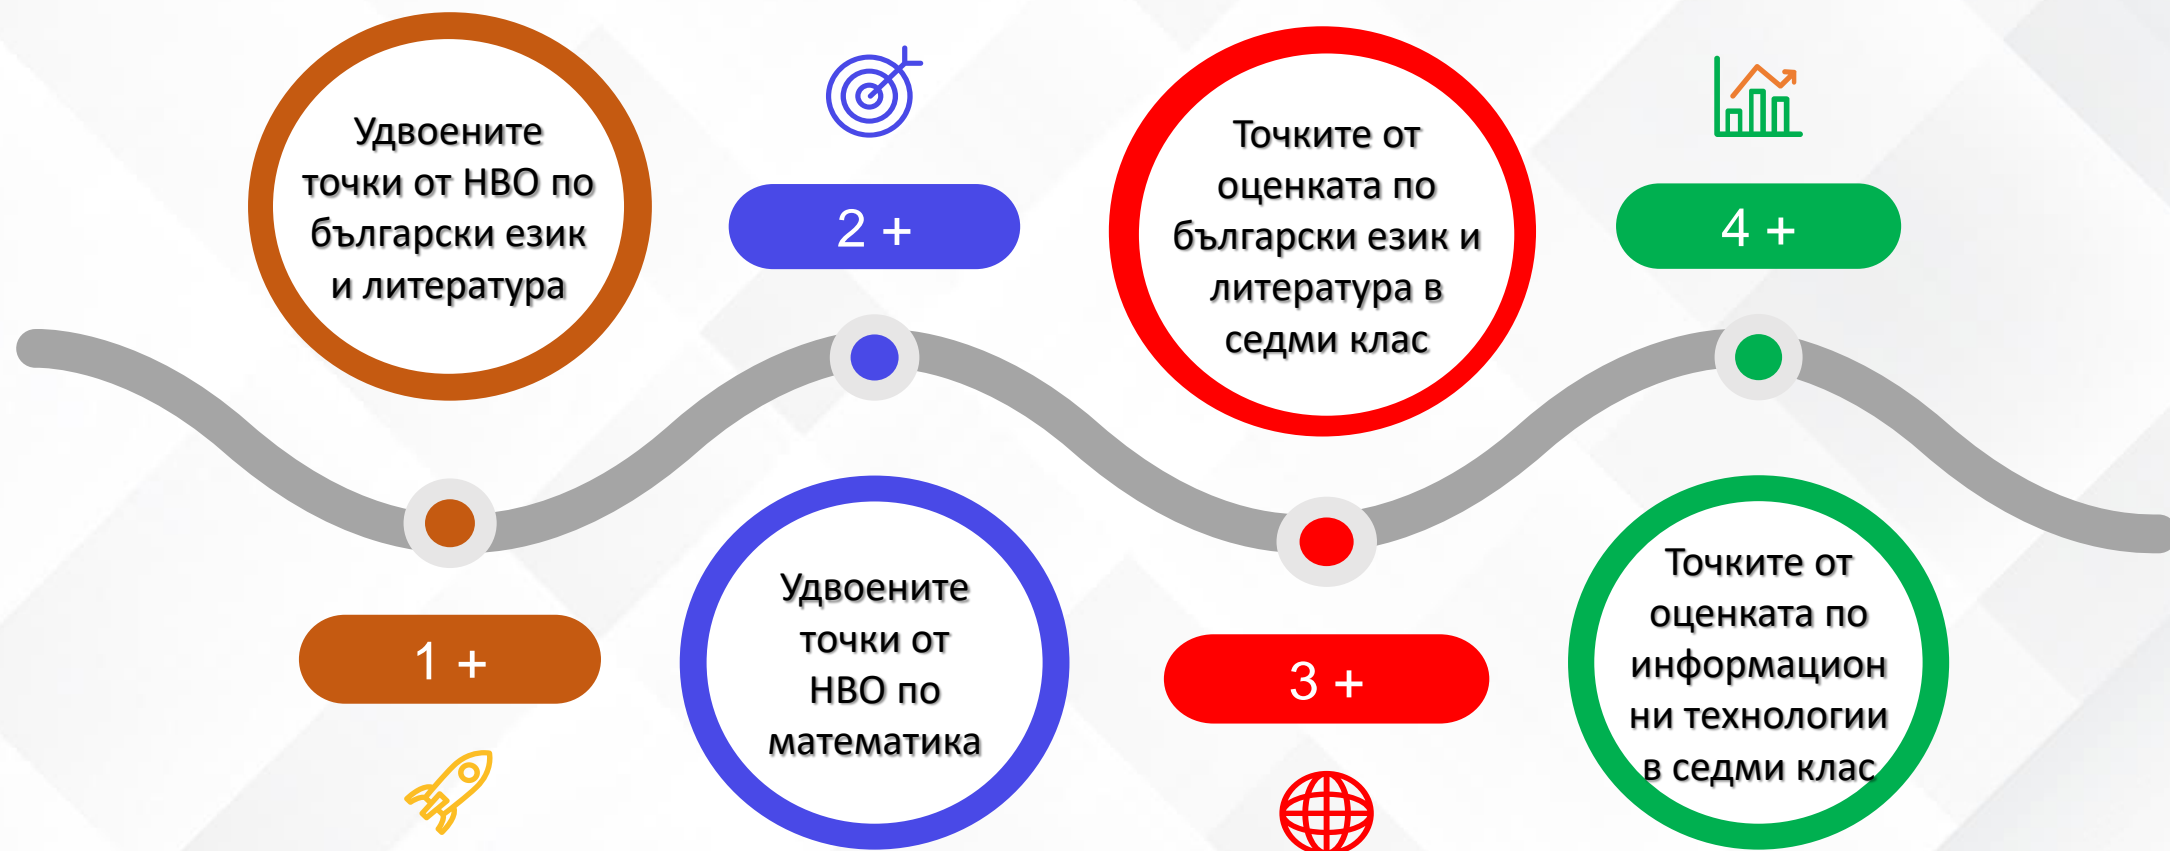 Удвоените
точки от НВО по
български език
и литература
1 +
2 +
Удвоените
точки от
НВО по
математика
Точките от
оценката по
български език и
литература в
седми клас
3 +
4 +
Точките от
оценката по
информацион
ни технологии
в седми клас